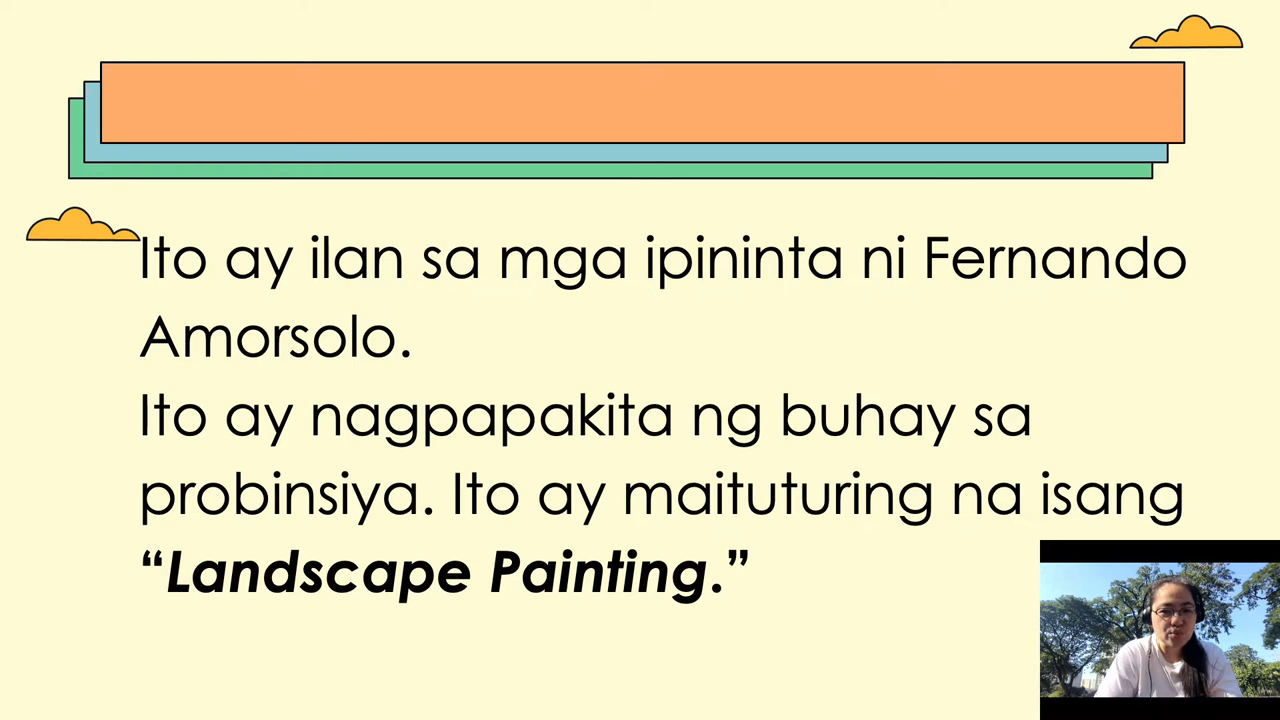 Ito ay ilan sa mga ipininta ni Fernando
Amorsolo.
Ito ay nagpapakita ng buhay sa
probinsiya. Ito ay maituturing na isang
“Landscape Painting.”